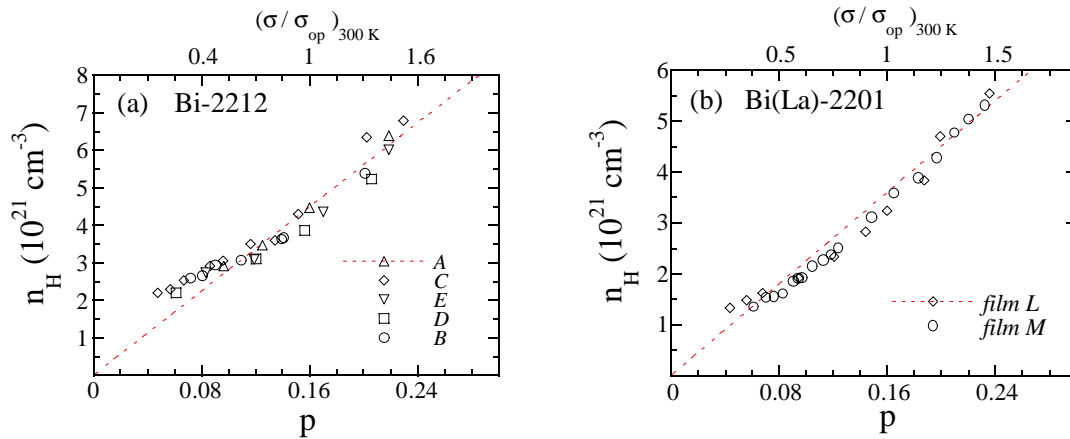 (σ / σop)300 K
0.4 1 1.6
8
7
6
5
4
3
2
1
(a) Bi-2212
nH (10^21 cm^-3)
A
C
E
D
B
0 0.08 0.16 0.24
p
(σ / σop)300 K
0.5 1 1.5
6
5
4
3
2
1
(b) Bi(La)-2201
nH (10^21 cm^-3)
film L
film M
0 0.08 0.16 0.24
p